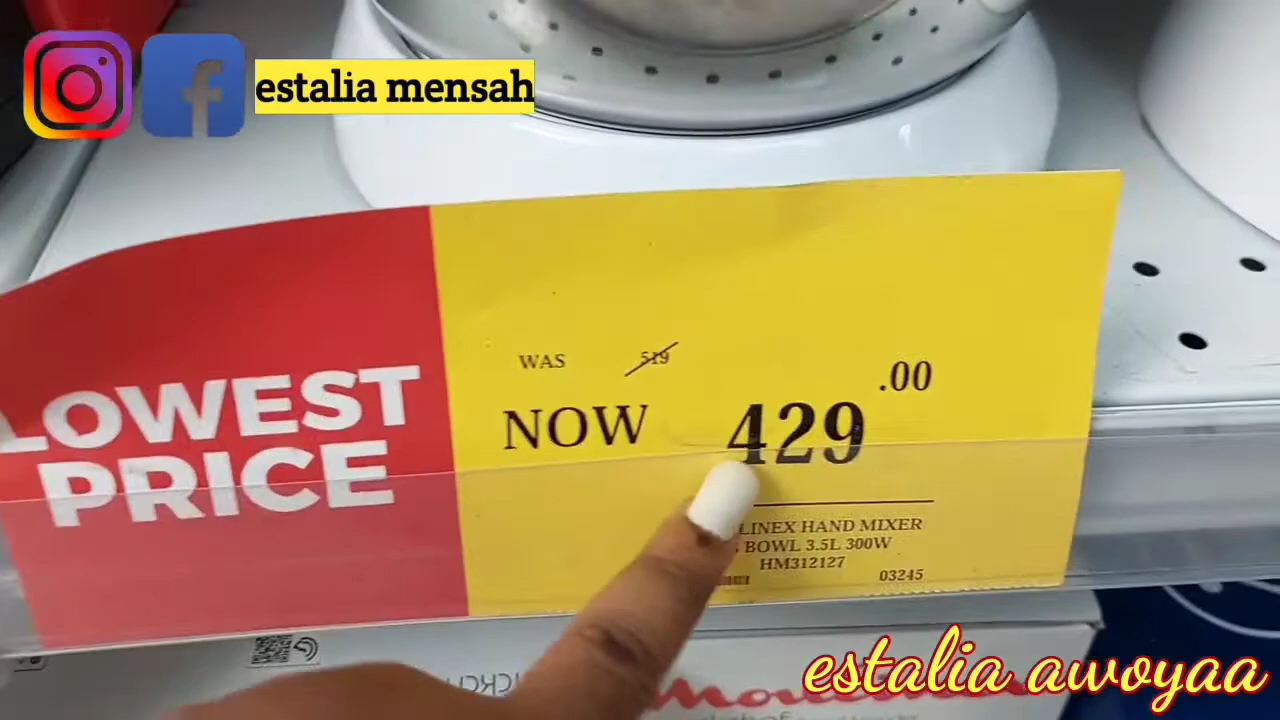 estalia mensah
LOWEST
PRICE
WAS 519
NOW 429.00
LINEX HAND MIXER
BOWL 3.5L 300W
HM312127
03245
Moulinex
estalia awoyaa